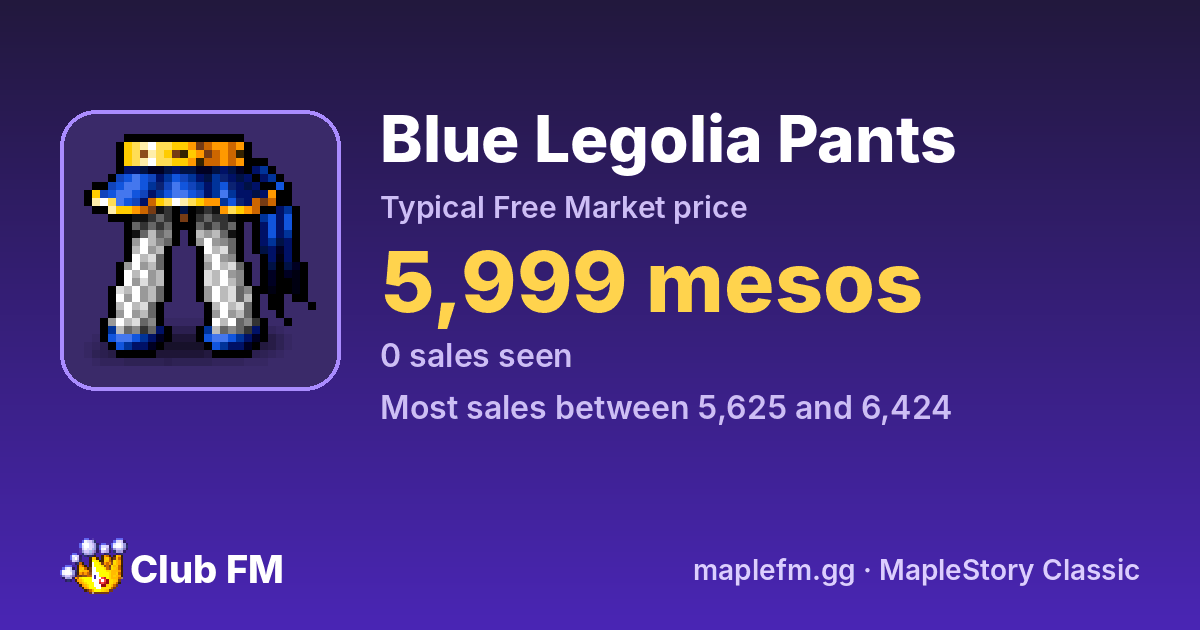 Blue Legolia Pants
Typical Free Market price
5,999 mesos
0 sales seen
Most sales between 5,625 and 6,424
Club FM
maplefm.gg · MapleStory Classic